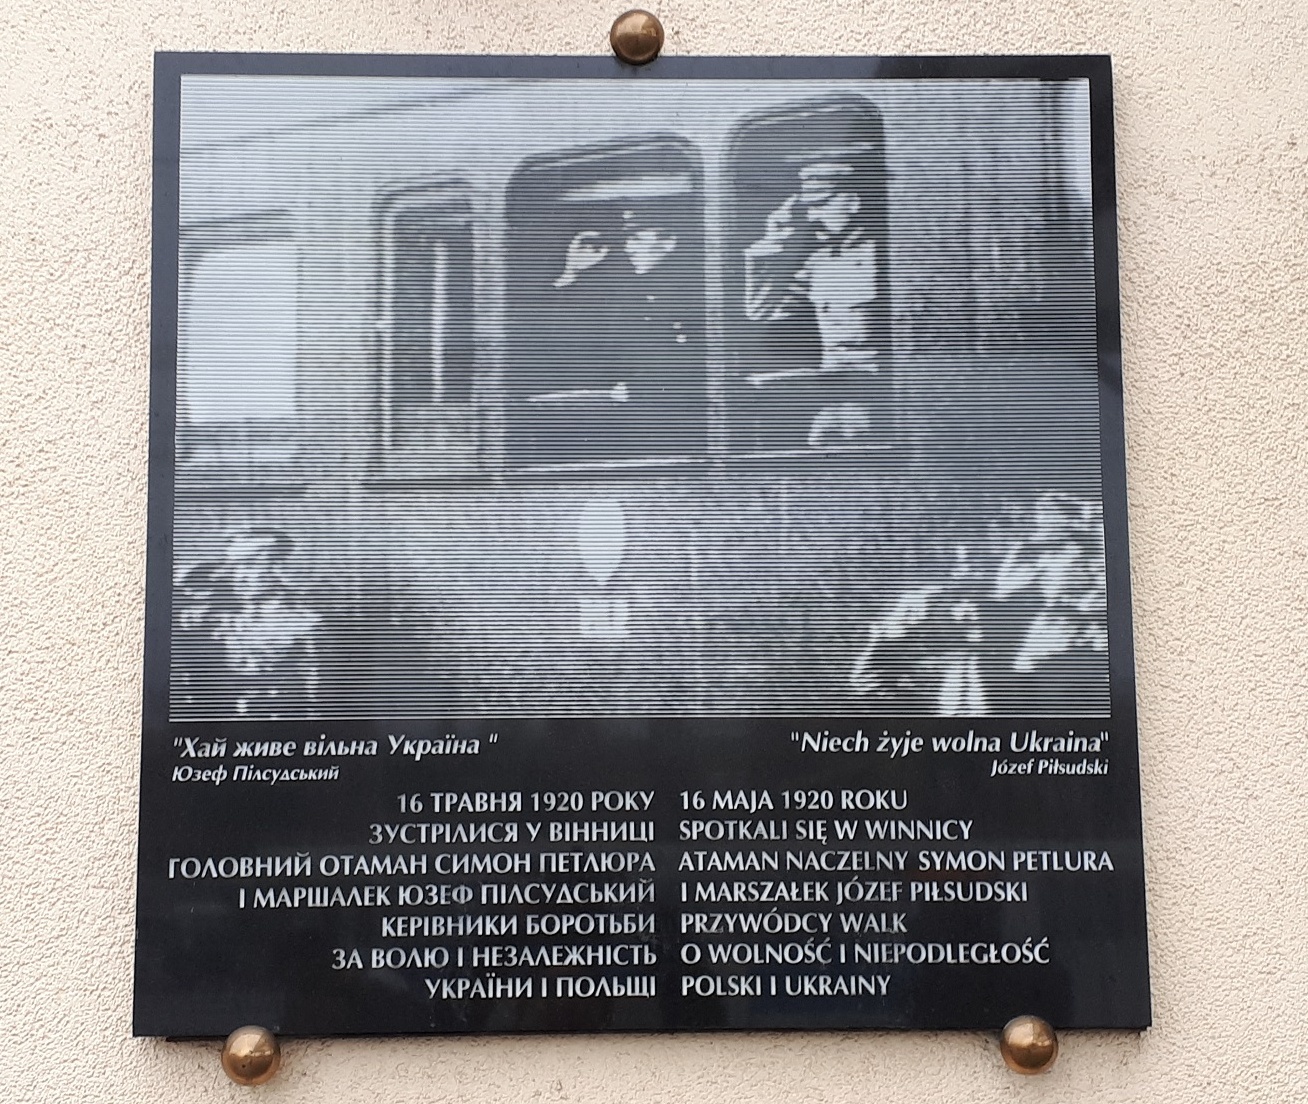 "Хай живе вільна Україна "
Юзеф Пілсудський
16 ТРАВНЯ 1920 РОКУ
ЗУСТРІЛИСЯ У ВІННИЦІ
ГОЛОВНИЙ ОТАМАН СИМОН ПЕТЛЮРА
І МАРШАЛЕК ЮЗЕФ ПІЛСУДСЬКИЙ
КЕРІВНИКИ БОРОТЬБИ
ЗА ВОЛЮ І НЕЗАЛЕЖНІСТЬ
УКРАЇНИ І ПОЛЬЩІ
"Niech żyje wolna Ukraina"
Józef Piłsudski
16 MAJA 1920 ROKU
SPOTKALI SIĘ W WINNICY
ATAMAN NACZELNY SYMON PETLURA
I MARSZAŁEK JÓZEF PIŁSUDSKI
PRZYWÓDCY WALK
O WOLNOŚĆ I NIEPODLEGŁOŚĆ
POLSKI I UKRAINY